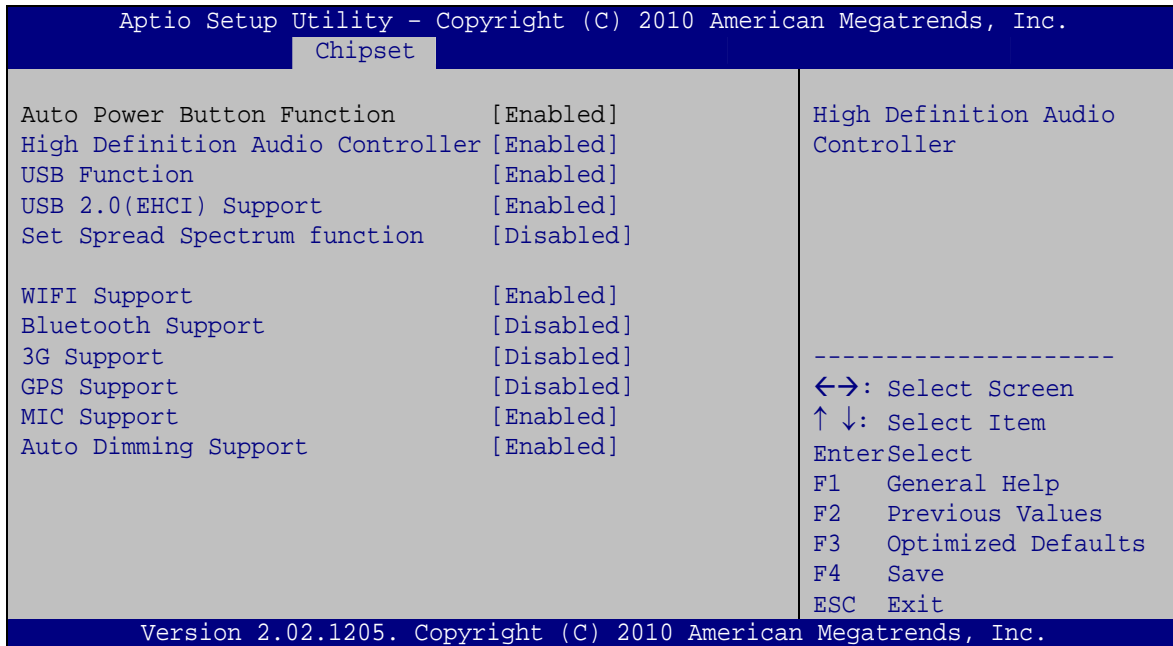 Aptio Setup Utility – Copyright (C) 2010 American Megatrends, Inc.
Chipset
Auto Power Button Function [Enabled]
High Definition Audio Controller [Enabled]
USB Function [Enabled]
USB 2.0(EHCI) Support [Enabled]
Set Spread Spectrum function [Disabled]
WIFI Support [Enabled]
Bluetooth Support [Disabled]
3G Support [Disabled]
GPS Support [Disabled]
MIC Support [Enabled]
Auto Dimming Support [Enabled]
High Definition Audio
Controller
---------------------
←→: Select Screen
↑ ↓: Select Item
EnterSelect
F1 General Help
F2 Previous Values
F3 Optimized Defaults
F4 Save
ESC Exit
Version 2.02.1205. Copyright (C) 2010 American Megatrends, Inc.